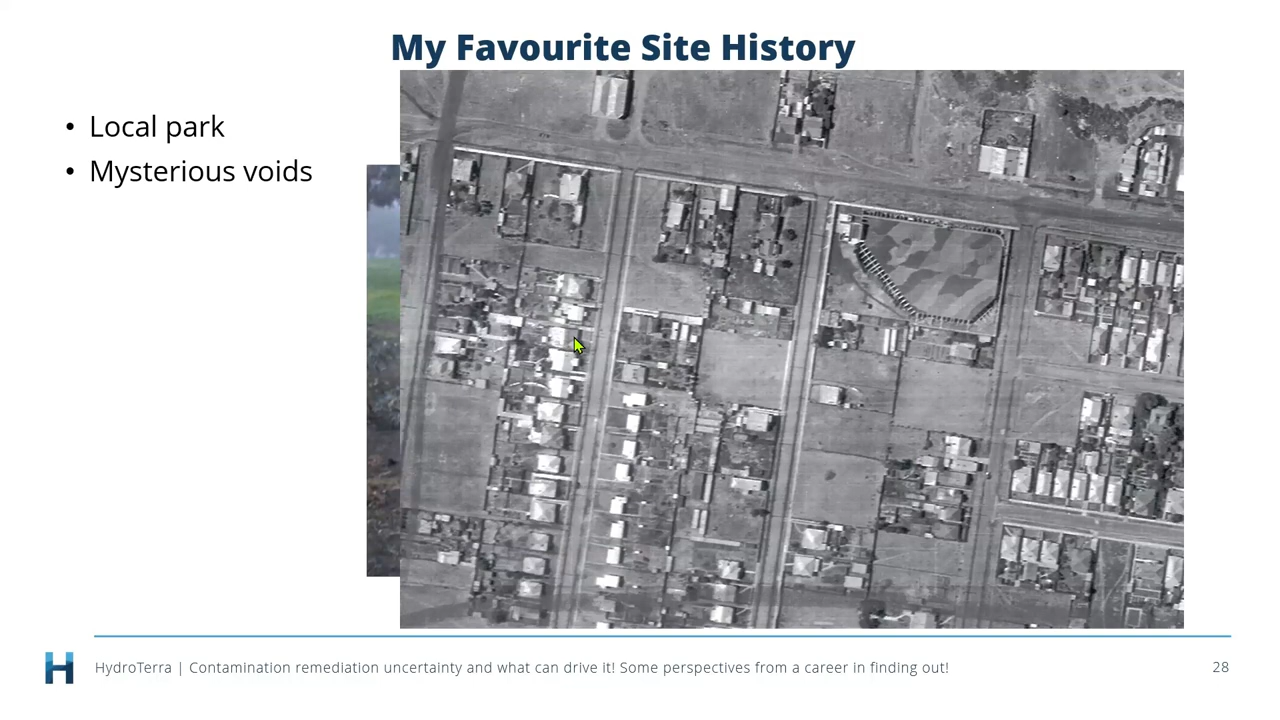 My Favourite Site History
• Local park
• Mysterious voids
HydroTerra | Contamination remediation uncertainty and what can drive it! Some perspectives from a career in finding out!
28